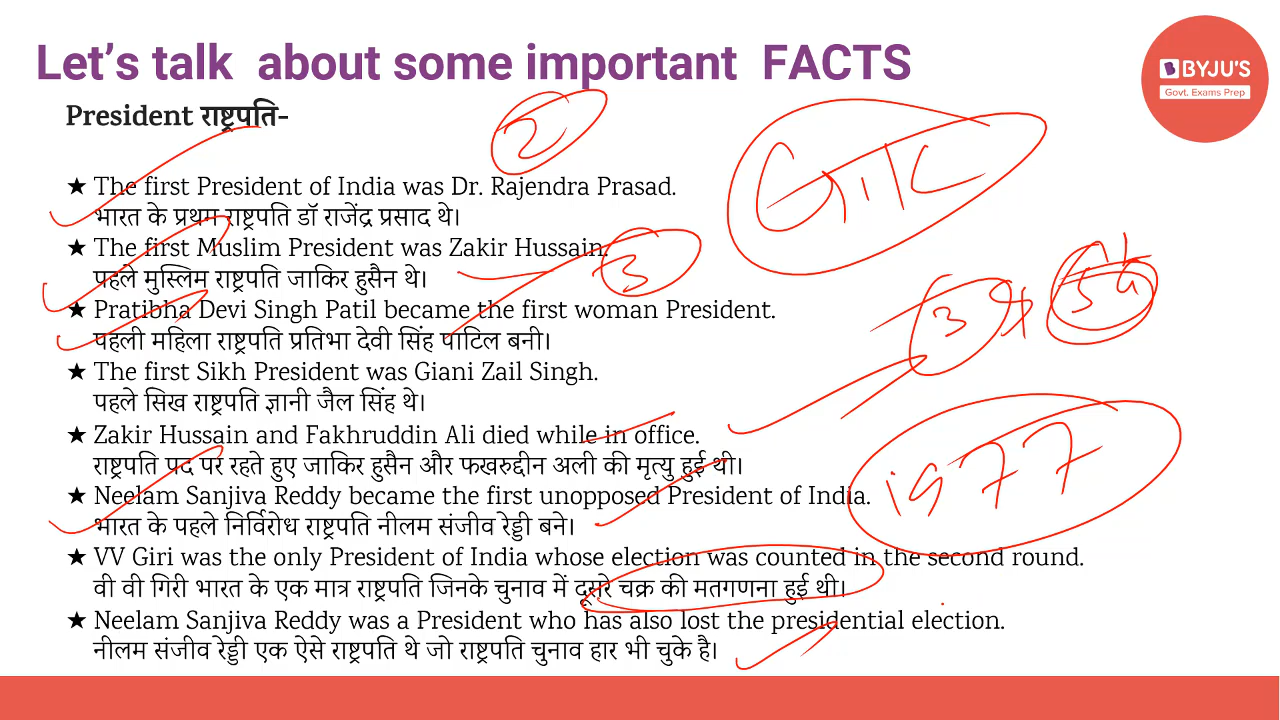 Let's talk about some important FACTS
BYJU'S
Govt. Exams Prep
President राष्ट्रपति-
2
★ The first President of India was Dr. Rajendra Prasad.
भारत के प्रथम राष्ट्रपति डॉ राजेंद्र प्रसाद थे।
★ The first Muslim President was Zakir Hussain.
3
पहले मुस्लिम राष्ट्रपति जाकिर हुसैन थे।
★ Pratibha Devi Singh Patil became the first woman President.
3
पहली महिला राष्ट्रपति प्रतिभा देवी सिंह पाटिल बनी।
★ The first Sikh President was Giani Zail Singh.
पहले सिख राष्ट्रपति ज्ञानी जैल सिंह थे।
★ Zakir Hussain and Fakhruddin Ali died while in office.
राष्ट्रपति पद पर रहते हुए जाकिर हुसैन और फखरुद्दीन अली की मृत्यु हुई थी।
1977
★ Neelam Sanjiva Reddy became the first unopposed President of India.
भारत के पहले निर्विरोध राष्ट्रपति नीलम संजीव रेड्डी बने।
★ VV Giri was the only President of India whose election was counted in the second round.
वी वी गिरी भारत के एक मात्र राष्ट्रपति जिनके चुनाव में दूसरे चक्र की मतगणना हुई थी।
★ Neelam Sanjiva Reddy was a President who has also lost the presidential election.
नीलम संजीव रेड्डी एक ऐसे राष्ट्रपति थे जो राष्ट्रपति चुनाव हार भी चुके है।